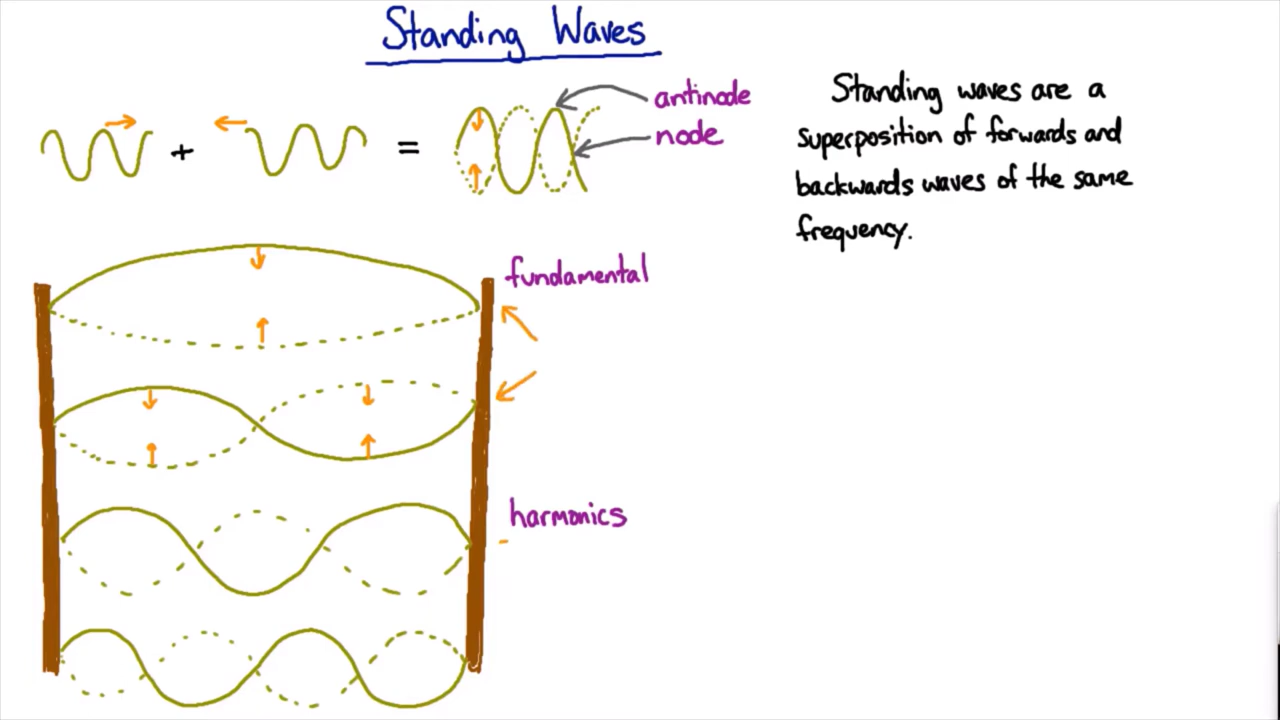 Standing Waves
antinode
node
+
=
Standing waves are a
superposition of forwards and
backwards waves of the same
frequency.
fundamental
harmonics